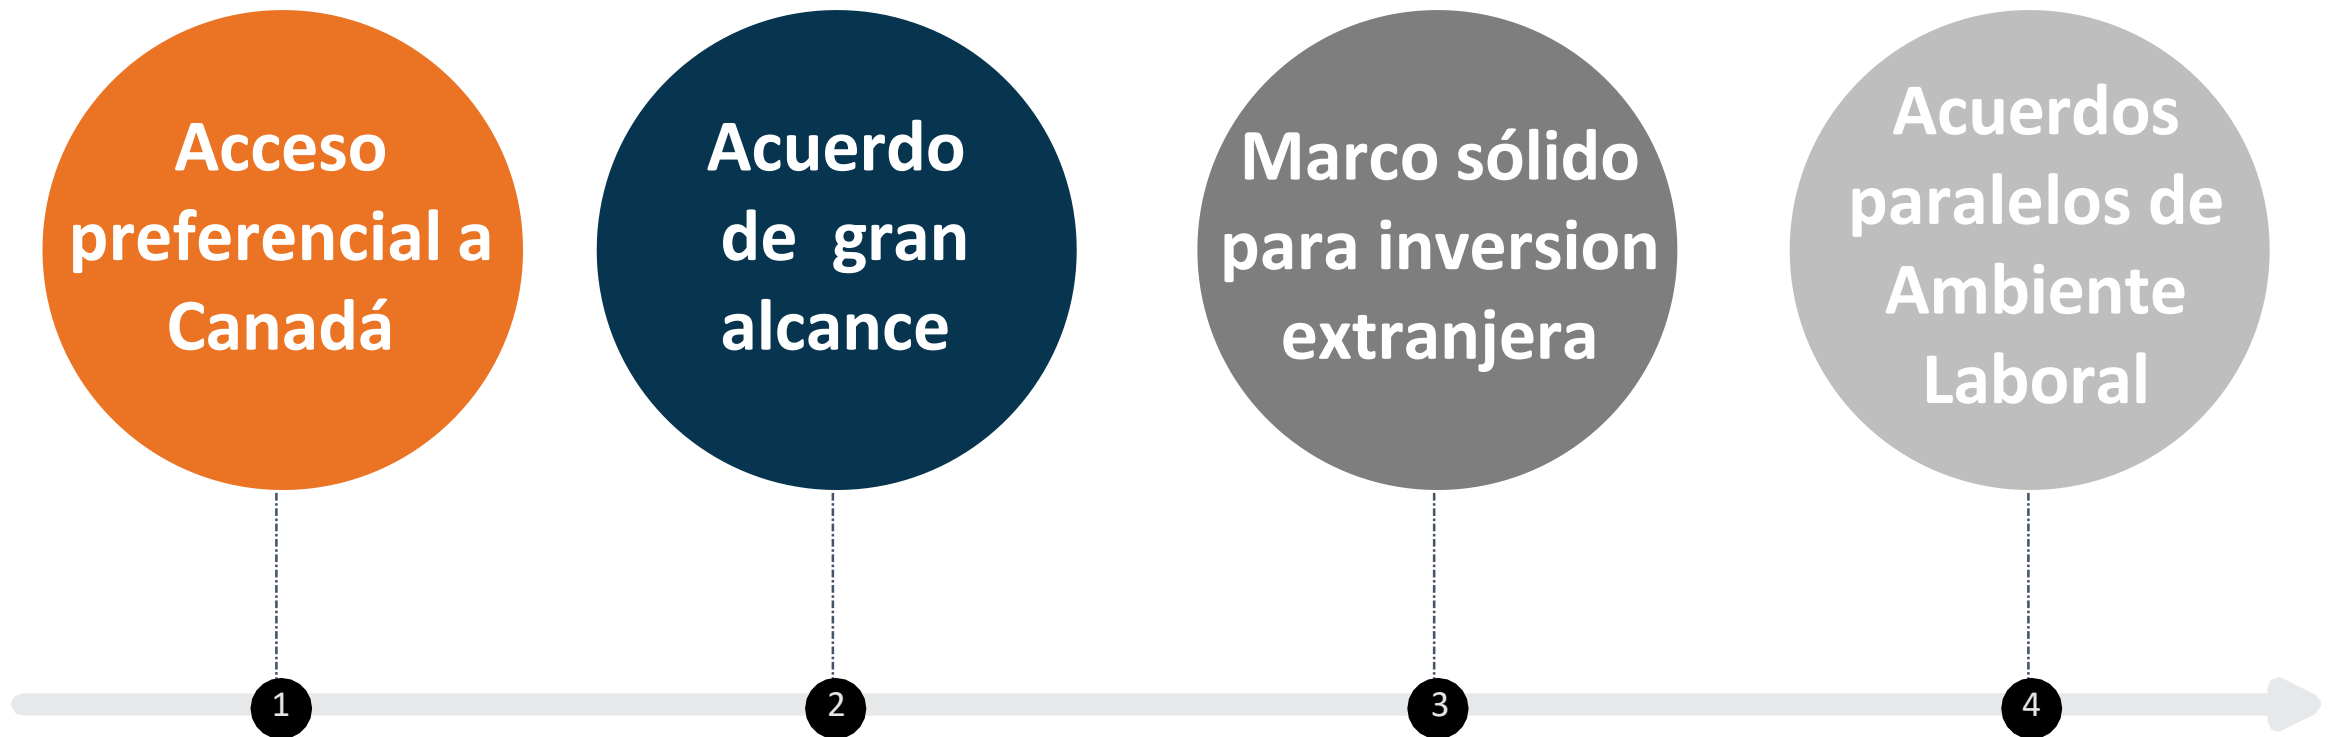 Acceso
preferencial a
Canadá
Acuerdo
de gran
alcance
Marco sólido
para inversion
extranjera
Acuerdos
paralelos de
Ambiente
Laboral
1
2
3
4